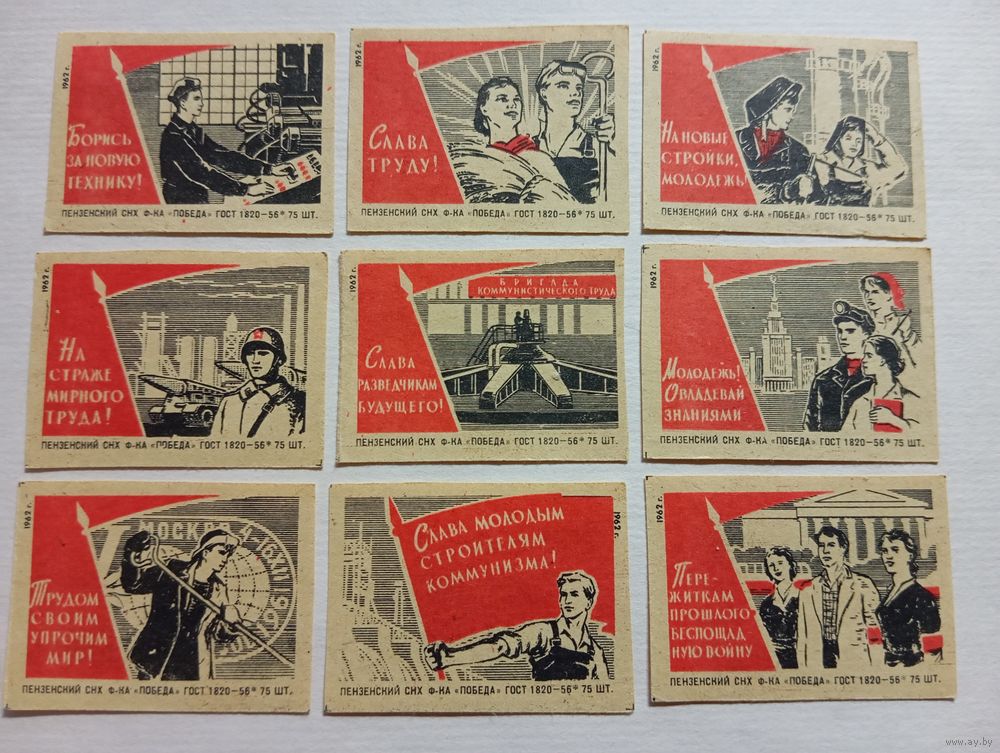 1962 г.
Борись
за новую
технику!
ПЕНЗЕНСКИЙ СНХ Ф-КА «ПОБЕДА» ГОСТ 1820-56* 75 ШТ.
1962 г.
Слава
труду!
ПЕНЗЕНСКИЙ СНХ Ф-КА «ПОБЕДА» ГОСТ 1820-56* 75 ШТ.
1962 г.
На новые
стройки,
молодежь!
ПЕНЗЕНСКИЙ СНХ Ф-КА «ПОБЕДА» ГОСТ 1820-56* 75 ШТ.
1962 г.
На
страже
мирного
труда!
ПЕНЗЕНСКИЙ СНХ Ф-КА «ПОБЕДА» ГОСТ 1820-56* 75 ШТ.
1962 г.
БРИГАДА
КОММУНИСТИЧЕСКОГО ТРУДА
Слава
разведчикам
будущего!
ПЕНЗЕНСКИЙ СНХ Ф-КА «ПОБЕДА» ГОСТ 1820-56* 75 ШТ.
1962 г.
Молодежь!
Овладевай
знаниями
ПЕНЗЕНСКИЙ СНХ Ф-КА «ПОБЕДА» ГОСТ 1820-56* 75 ШТ.
1962 г.
МОСКВА
Трудом
своим
упрочим
мир!
ПЕНЗЕНСКИЙ СНХ Ф-КА «ПОБЕДА» ГОСТ 1820-56* 75 ШТ.
1962 г.
Слава молодым
строителям
коммунизма!
ПЕНЗЕНСКИЙ СНХ Ф-КА «ПОБЕДА» ГОСТ 1820-56* 75 ШТ.
1962 г.
Пере-
житкам
прошлого
беспощад-
ную войну
ПЕНЗЕНСКИЙ СНХ Ф-КА «ПОБЕДА» ГОСТ 1820-56* 75 ШТ.
www.ay.by